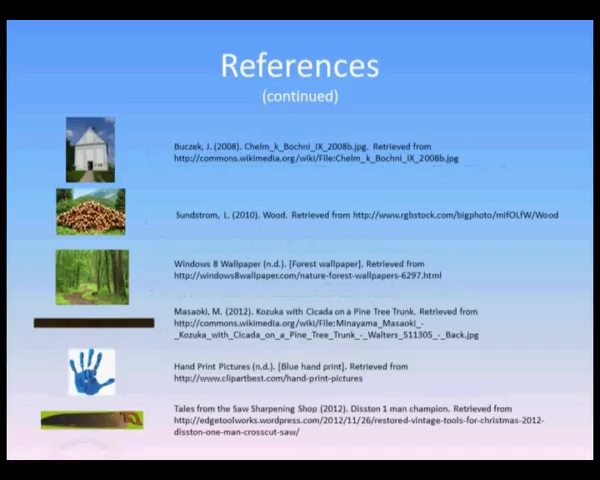 References
(continued)
Buczek, J. (2008). Chelm_k_Bochni_IX_2008b.jpg. Retrieved from
http://commons.wikimedia.org/wiki/File:Chelm_k_Bochni_IX_2008b.jpg
Sundstrom, L. (2010). Wood. Retrieved from http://www.rgbstock.com/bigphoto/mifOLfW/Wood
Windows 8 Wallpaper (n.d.). [Forest wallpaper]. Retrieved from
http://windows8wallpaper.com/nature-forest-wallpapers-6297.html
Masaoki, M. (2012). Kozuka with Cicada on a Pine Tree Trunk. Retrieved from
http://commons.wikimedia.org/wiki/File:Minayama_Masaoki_-
_Kozuka_with_Cicada_on_a_Pine_Tree_Trunk_-_Walters_511305_-_Back.jpg
Hand Print Pictures (n.d.). [Blue hand print]. Retrieved from
http://www.clipartbest.com/hand-print-pictures
Tales from the Saw Sharpening Shop (2012). Disston 1 man champion. Retrieved from
http://edgetoolworks.wordpress.com/2012/11/26/restored-vintage-tools-for-christmas-2012-
disston-one-man-crosscut-saw/